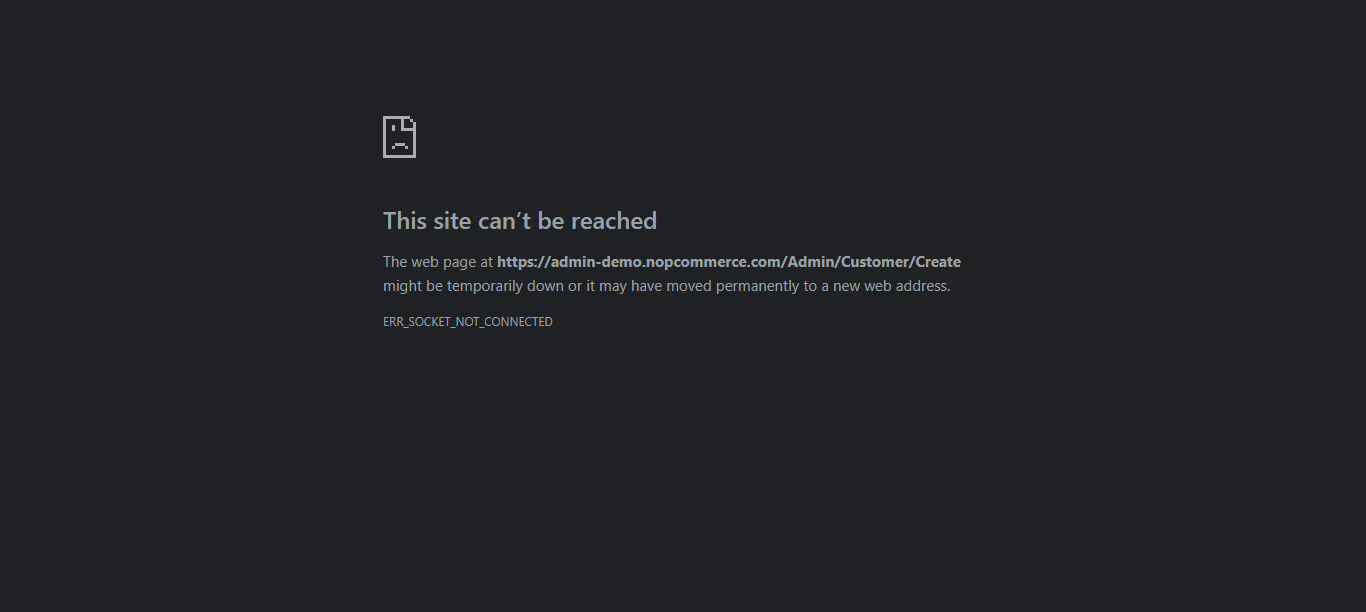 This site can’t be reached
The web page at https://admin-demo.nopcommerce.com/Admin/Customer/Create
might be temporarily down or it may have moved permanently to a new web address.
ERR_SOCKET_NOT_CONNECTED